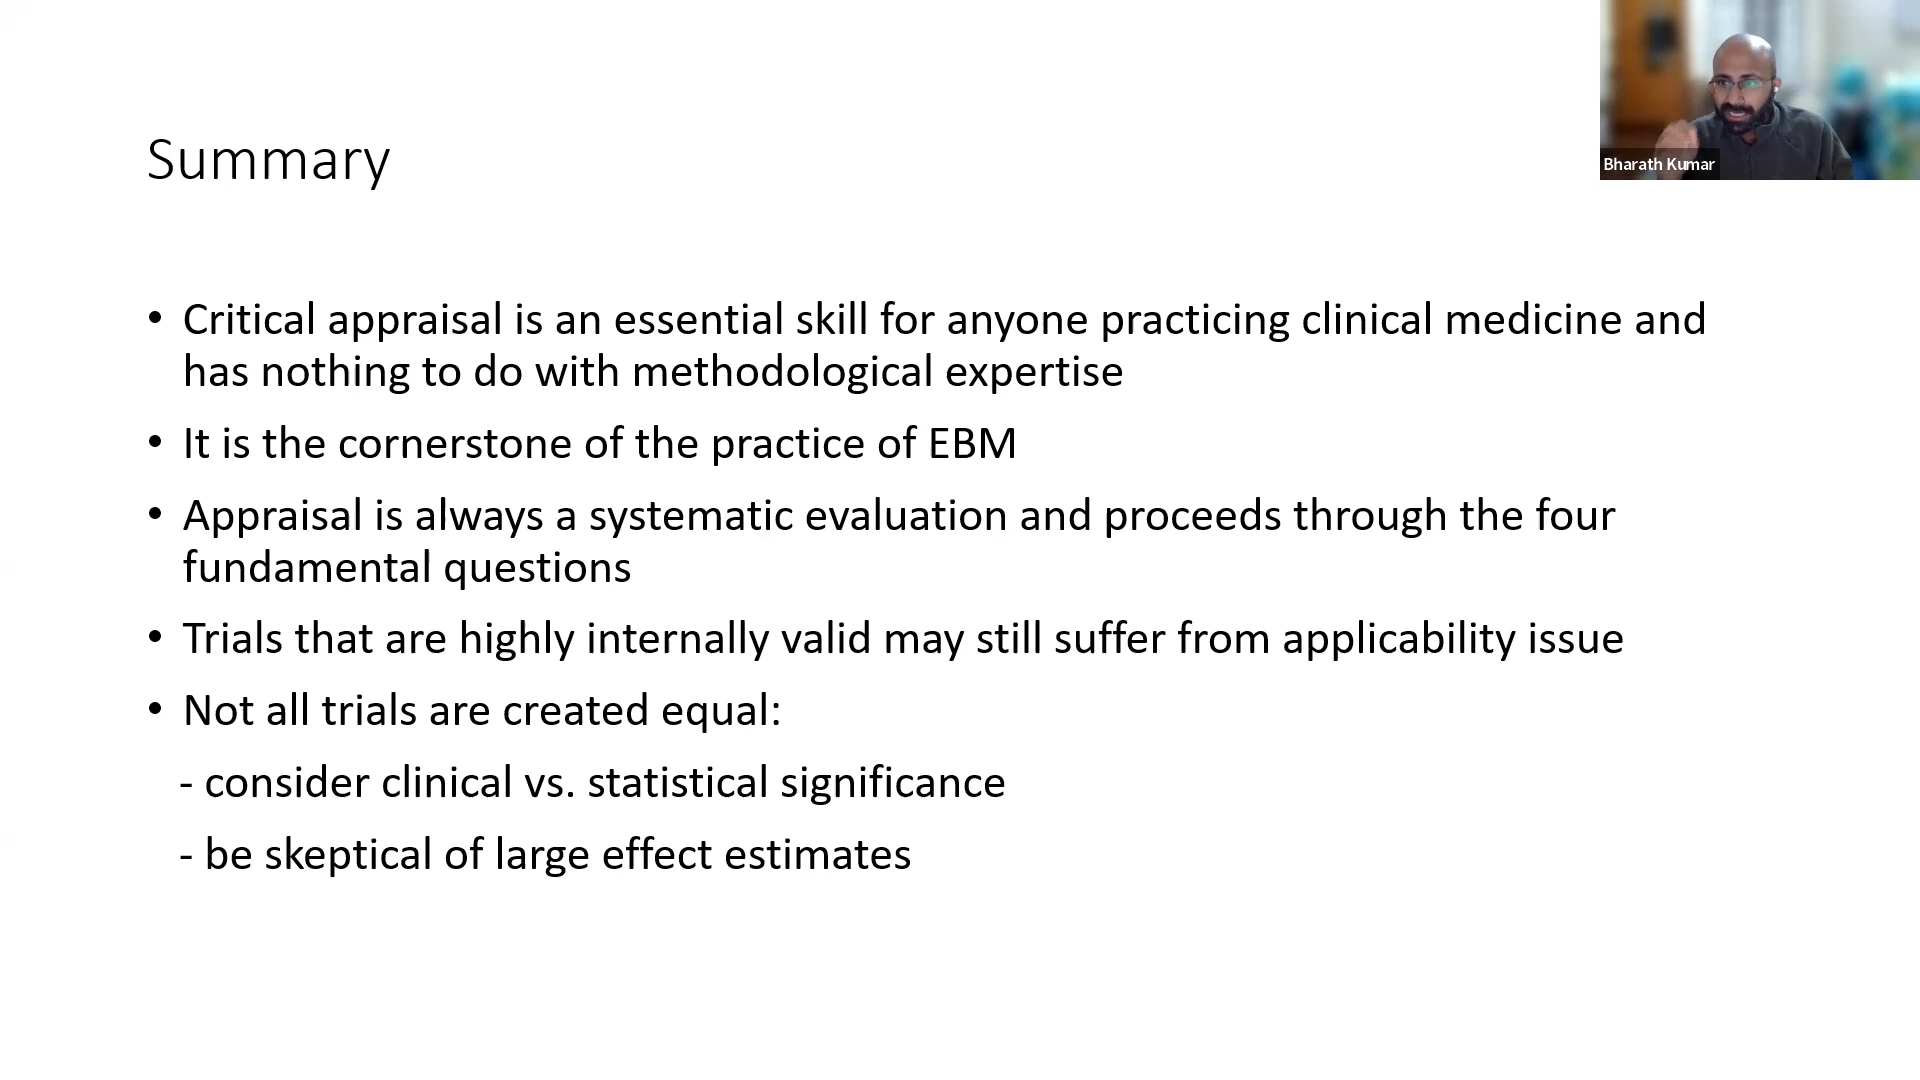 Bharath Kumar
Summary
• Critical appraisal is an essential skill for anyone practicing clinical medicine and
has nothing to do with methodological expertise
• It is the cornerstone of the practice of EBM
• Appraisal is always a systematic evaluation and proceeds through the four
fundamental questions
• Trials that are highly internally valid may still suffer from applicability issue
• Not all trials are created equal:
- consider clinical vs. statistical significance
- be skeptical of large effect estimates